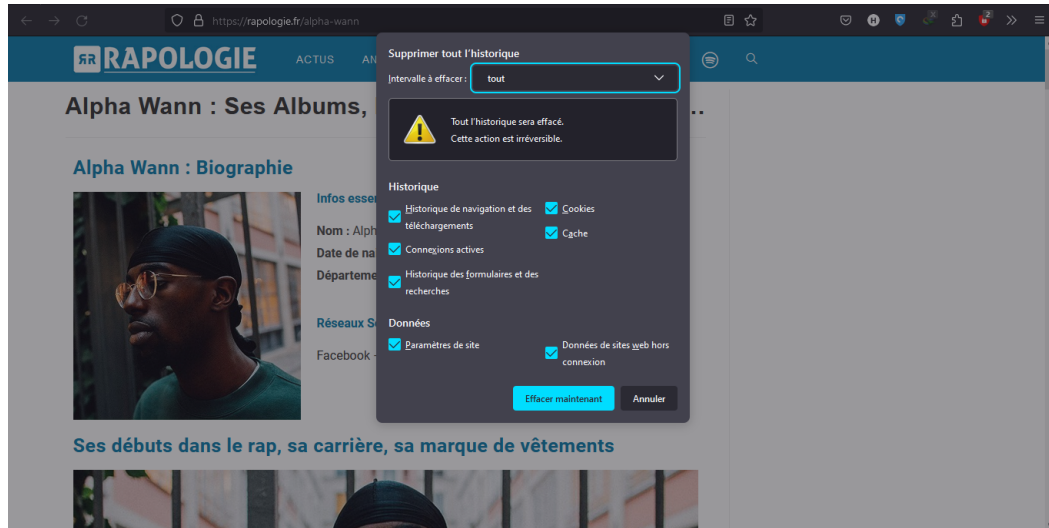 https://rapologie.fr/alpha-wann
2
RR RAPOLOGIE
ACTUS
AN
Alpha Wann : Ses Albums,
..
Alpha Wann : Biographie
Infos esse
Nom : Alph
Date de na
Départeme
Réseaux S
Facebook -
Ses débuts dans le rap, sa carrière, sa marque de vêtements
Supprimer tout l'historique
Intervalle à effacer : tout
Tout l'historique sera effacé.
Cette action est irréversible.
Historique
Historique de navigation et des
téléchargements
Cookies
Cache
Connexions actives
Historique des formulaires et des
recherches
Données
Paramètres de site
Données de sites web hors
connexion
Effacer maintenant
Annuler